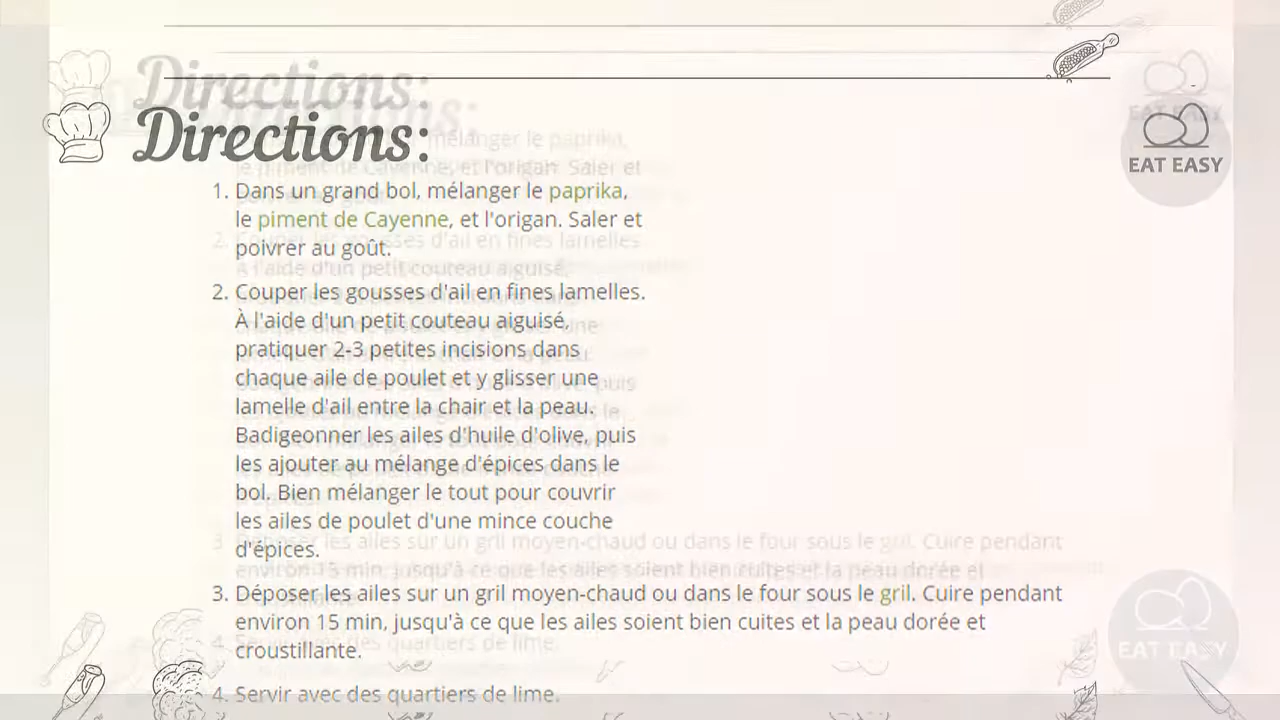 Directions:
EAT EASY
1. Dans un grand bol, mélanger le paprika,
le piment de Cayenne, et l'origan. Saler et
poivrer au goût.
2. Couper les gousses d'ail en fines lamelles.
À l'aide d'un petit couteau aiguisé,
pratiquer 2-3 petites incisions dans
chaque aile de poulet et y glisser une
lamelle d'ail entre la chair et la peau.
Badigeonner les ailes d'huile d'olive, puis
les ajouter au mélange d'épices dans le
bol. Bien mélanger le tout pour couvrir
les ailes de poulet d'une mince couche
d'épices.
3. Déposer les ailes sur un gril moyen-chaud ou dans le four sous le gril. Cuire pendant
environ 15 min, jusqu'à ce que les ailes soient bien cuites et la peau dorée et
croustillante.
EAT EASY
4. Servir avec des quartiers de lime.